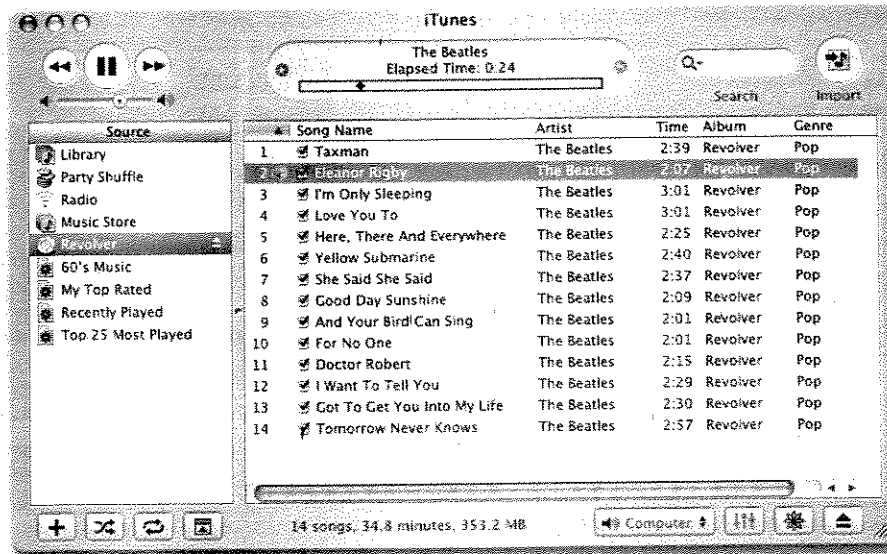 iTunes
The Beatles
Elapsed Time: 0:24
Search
Import
Source
Library
Party Shuffle
Radio
Music Store
Revolver
60's Music
My Top Rated
Recently Played
Top 25 Most Played
Song Name Artist Time Album Genre
1 Taxman The Beatles 2:39 Revolver Pop
2 Eleanor Rigby The Beatles 2:07 Revolver Pop
3 I'm Only Sleeping The Beatles 3:01 Revolver Pop
4 Love You To The Beatles 3:01 Revolver Pop
5 Here, There And Everywhere The Beatles 2:25 Revolver Pop
6 Yellow Submarine The Beatles 2:40 Revolver Pop
7 She Said She Said The Beatles 2:37 Revolver Pop
8 Good Day Sunshine The Beatles 2:09 Revolver Pop
9 And Your Bird Can Sing The Beatles 2:01 Revolver Pop
10 For No One The Beatles 2:01 Revolver Pop
11 Doctor Robert The Beatles 2:15 Revolver Pop
12 I Want To Tell You The Beatles 2:29 Revolver Pop
13 Got To Get You Into My Life The Beatles 2:30 Revolver Pop
14 Tomorrow Never Knows The Beatles 2:57 Revolver Pop
14 songs, 34.8 minutes, 353.2 MB
Computer